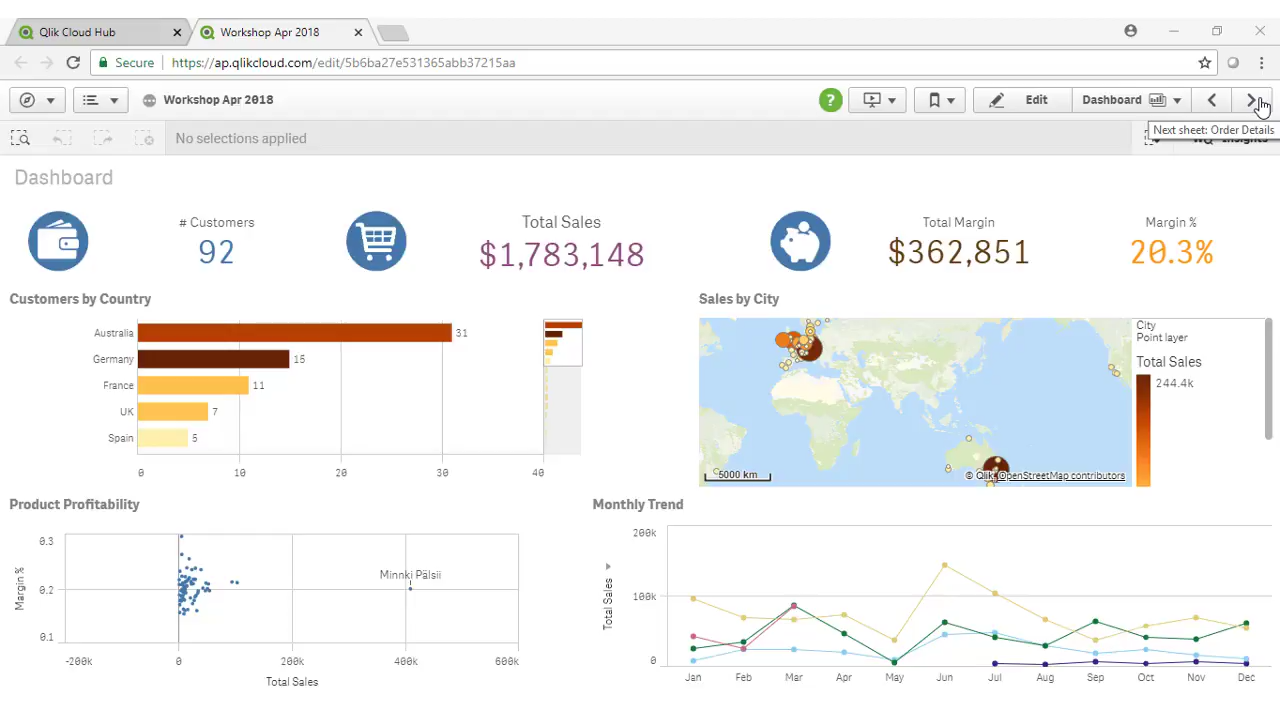 Qlik Cloud Hub
Workshop Apr 2018
Secure
https://ap.qlikcloud.com/edit/5b6ba27e531365abb37215aa
Workshop Apr 2018
?
Edit
Dashboard
Next sheet: Order Details
No selections applied
Dashboard
# Customers
92
Total Sales
$1,783,148
Total Margin
$362,851
Margin %
20.3%
Customers by Country
Australia 31
Germany 15
France 11
UK 7
Spain 5
0 10 20 30 40
Sales by City
5000 km
© Qlik, OpenStreetMap contributors
City
Point layer
Total Sales
244.4k
Product Profitability
Margin %
0.3
0.2
0.1
Minnki Pälsii
-200k 0 200k 400k 600k
Total Sales
Monthly Trend
Total Sales
200k
100k
0
Jan Feb Mar Apr May Jun Jul Aug Sep Oct Nov Dec